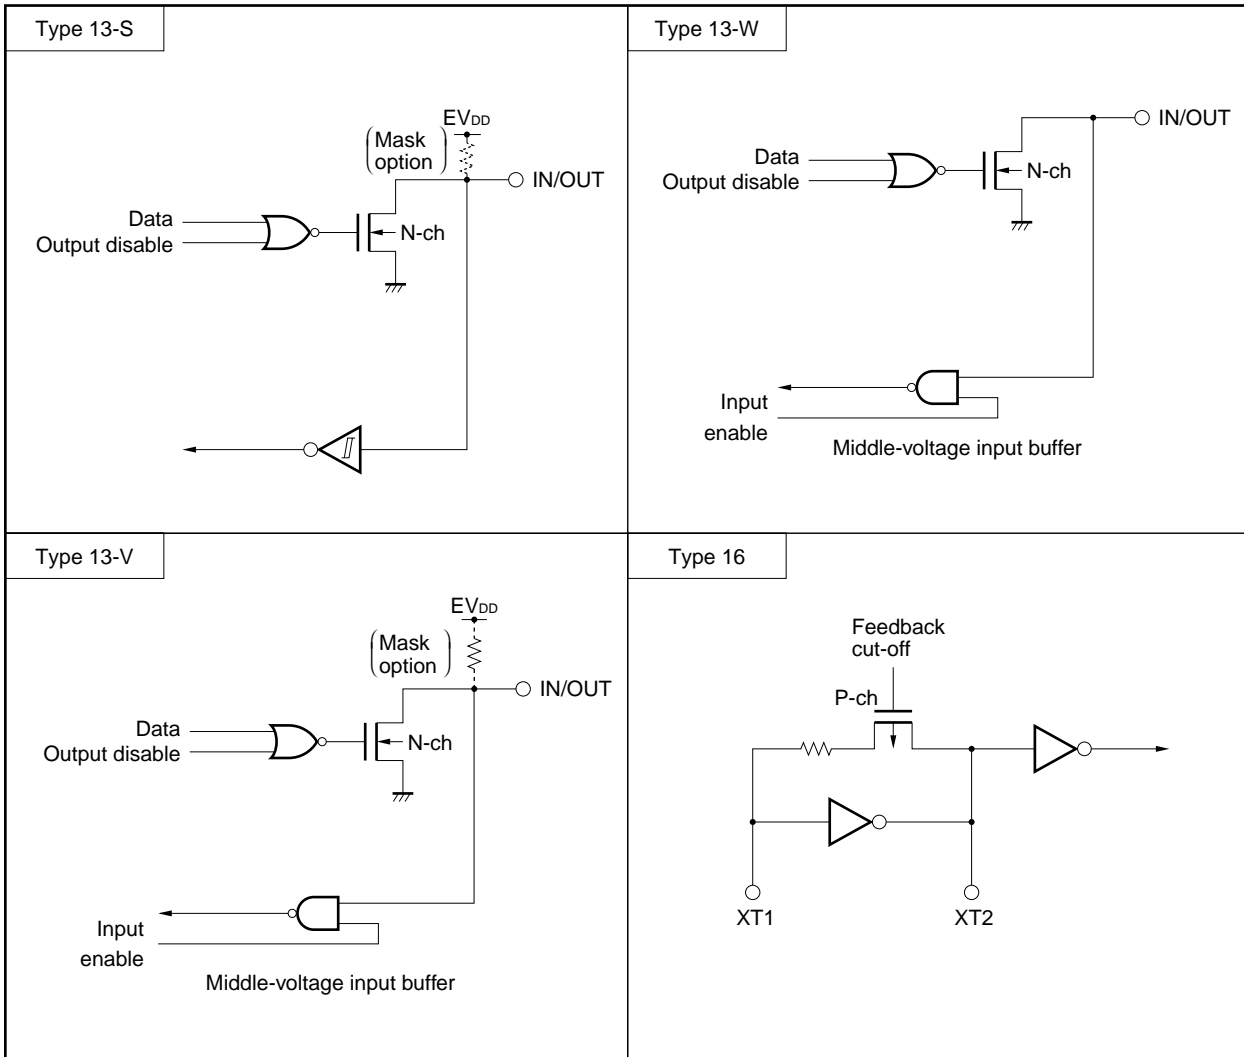 Type 13-S
EVDD
Mask
option
IN/OUT
Data
Output disable
N-ch
Type 13-W
IN/OUT
Data
Output disable
N-ch
Input
enable
Middle-voltage input buffer
Type 13-V
EVDD
Mask
option
IN/OUT
Data
Output disable
N-ch
Input
enable
Middle-voltage input buffer
Type 16
Feedback
cut-off
P-ch
XT1
XT2